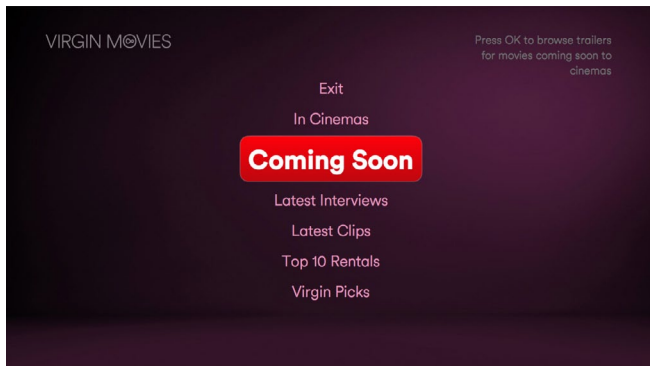 VIRGIN MOVIES
Press OK to browse trailers
for movies coming soon to
cinemas
Exit
In Cinemas
Coming Soon
Latest Interviews
Latest Clips
Top 10 Rentals
Virgin Picks